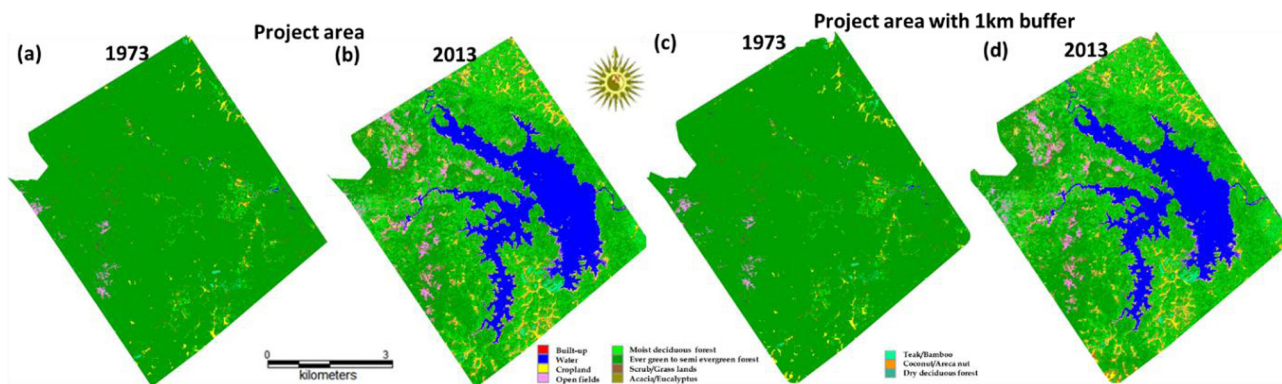 Project area
Project area with 1km buffer
(a)
1973
(b)
2013
(c)
1973
(d)
2013
0 3
kilometers
Built-up
Water
Cropland
Open fields
Moist deciduous forest
Ever green to semi evergreen forest
Scrub/Grass lands
Acacia/Eucalyptus
Teak/Bamboo
Coconut/Areca nut
Dry deciduous forest